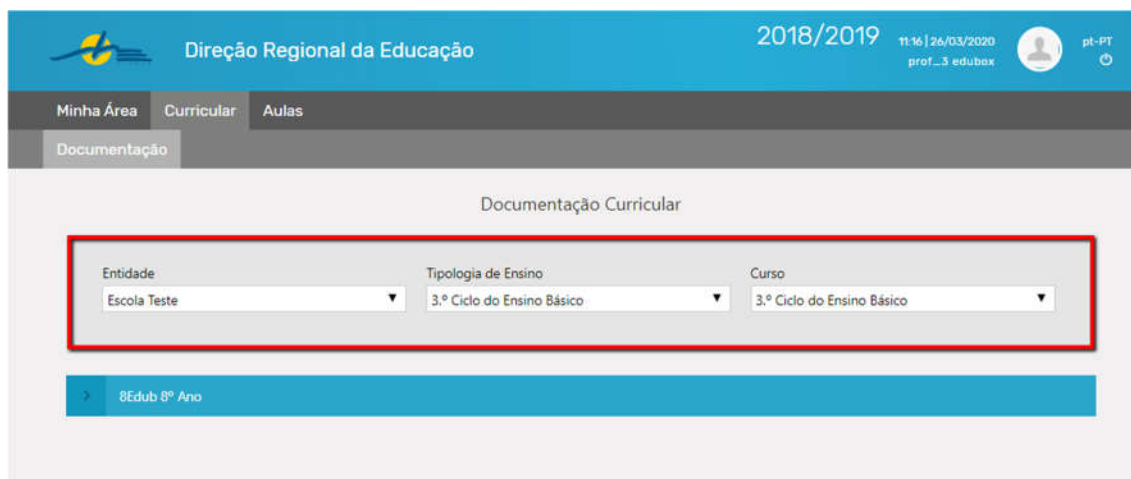 Direção Regional da Educação
2018/2019
11:16 | 26/03/2020
prof_3 edubox
pt-PT
Minha Área Curricular Aulas
Documentação
Documentação Curricular
Entidade Tipologia de Ensino Curso
Escola Teste 3.º Ciclo do Ensino Básico 3.º Ciclo do Ensino Básico
8Edub 8º Ano